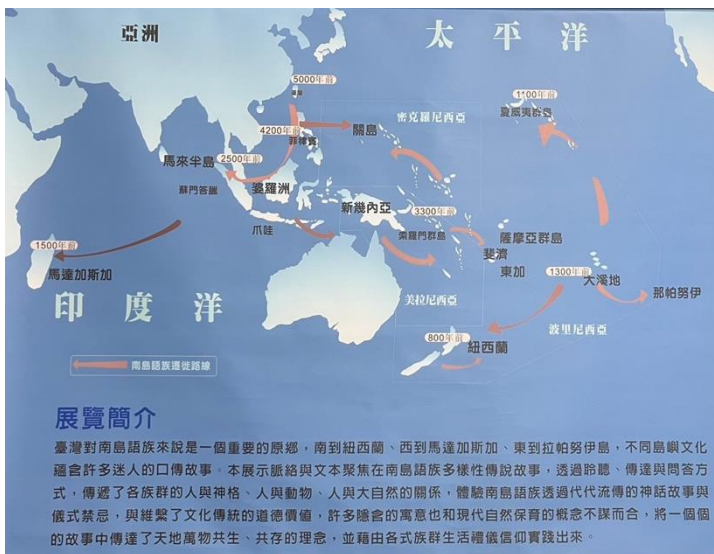 亞洲
太平洋
5000年前
1100年前
夏威夷群島
密克羅尼西亞
4200年前
關島
菲律賓
馬來半島
2500年前
婆羅洲
蘇門答臘
新幾內亞
3300年前
爪哇
索羅門群島
薩摩亞群島
斐濟
1500年前
東加
1300年前
馬達加斯加
大溪地
那帕努伊
印度洋
美拉尼西亞
波里尼西亞
800年前
紐西蘭
南島語族遷徙路線
展覽簡介
臺灣對南島語族來說是一個重要的原鄉，南到紐西蘭、西到馬達加斯加、東到拉帕努伊島，不同島嶼文化
蘊含許多迷人的口傳故事。本展示脈絡與文本聚焦在南島語族多樣性傳說故事，透過聆聽、傳達與問答方
式，傳遞了各族群的人與神格、人與動物、人與大自然的關係，體驗南島語族透過代代流傳的神話故事與
儀式禁忌，與維繫了文化傳統的道德價值，許多隱含的寓意也和現代自然保育的概念不謀而合，將一個個
的故事中傳達了天地萬物共生、共存的理念，並藉由各式族群生活禮儀信仰實踐出來。